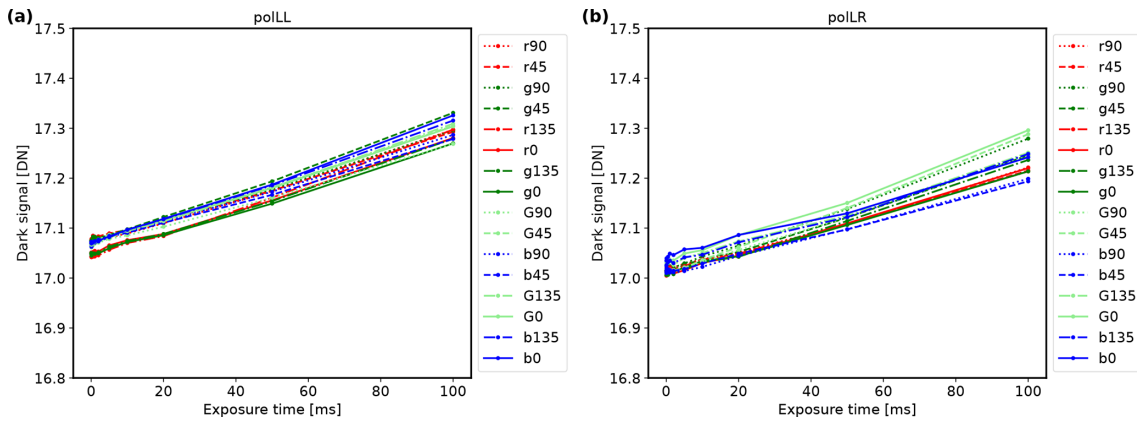 (a)
polLL
17.5
17.4
17.3
17.2
17.1
17.0
16.9
16.8
Dark signal [DN]
0
20
40
60
80
100
Exposure time [ms]
r90
r45
g90
g45
r135
r0
g135
g0
G90
G45
b90
b45
G135
G0
b135
b0
(b)
polLR
17.5
17.4
17.3
17.2
17.1
17.0
16.9
16.8
Dark signal [DN]
0
20
40
60
80
100
Exposure time [ms]
r90
r45
g90
g45
r135
r0
g135
g0
G90
G45
b90
b45
G135
G0
b135
b0